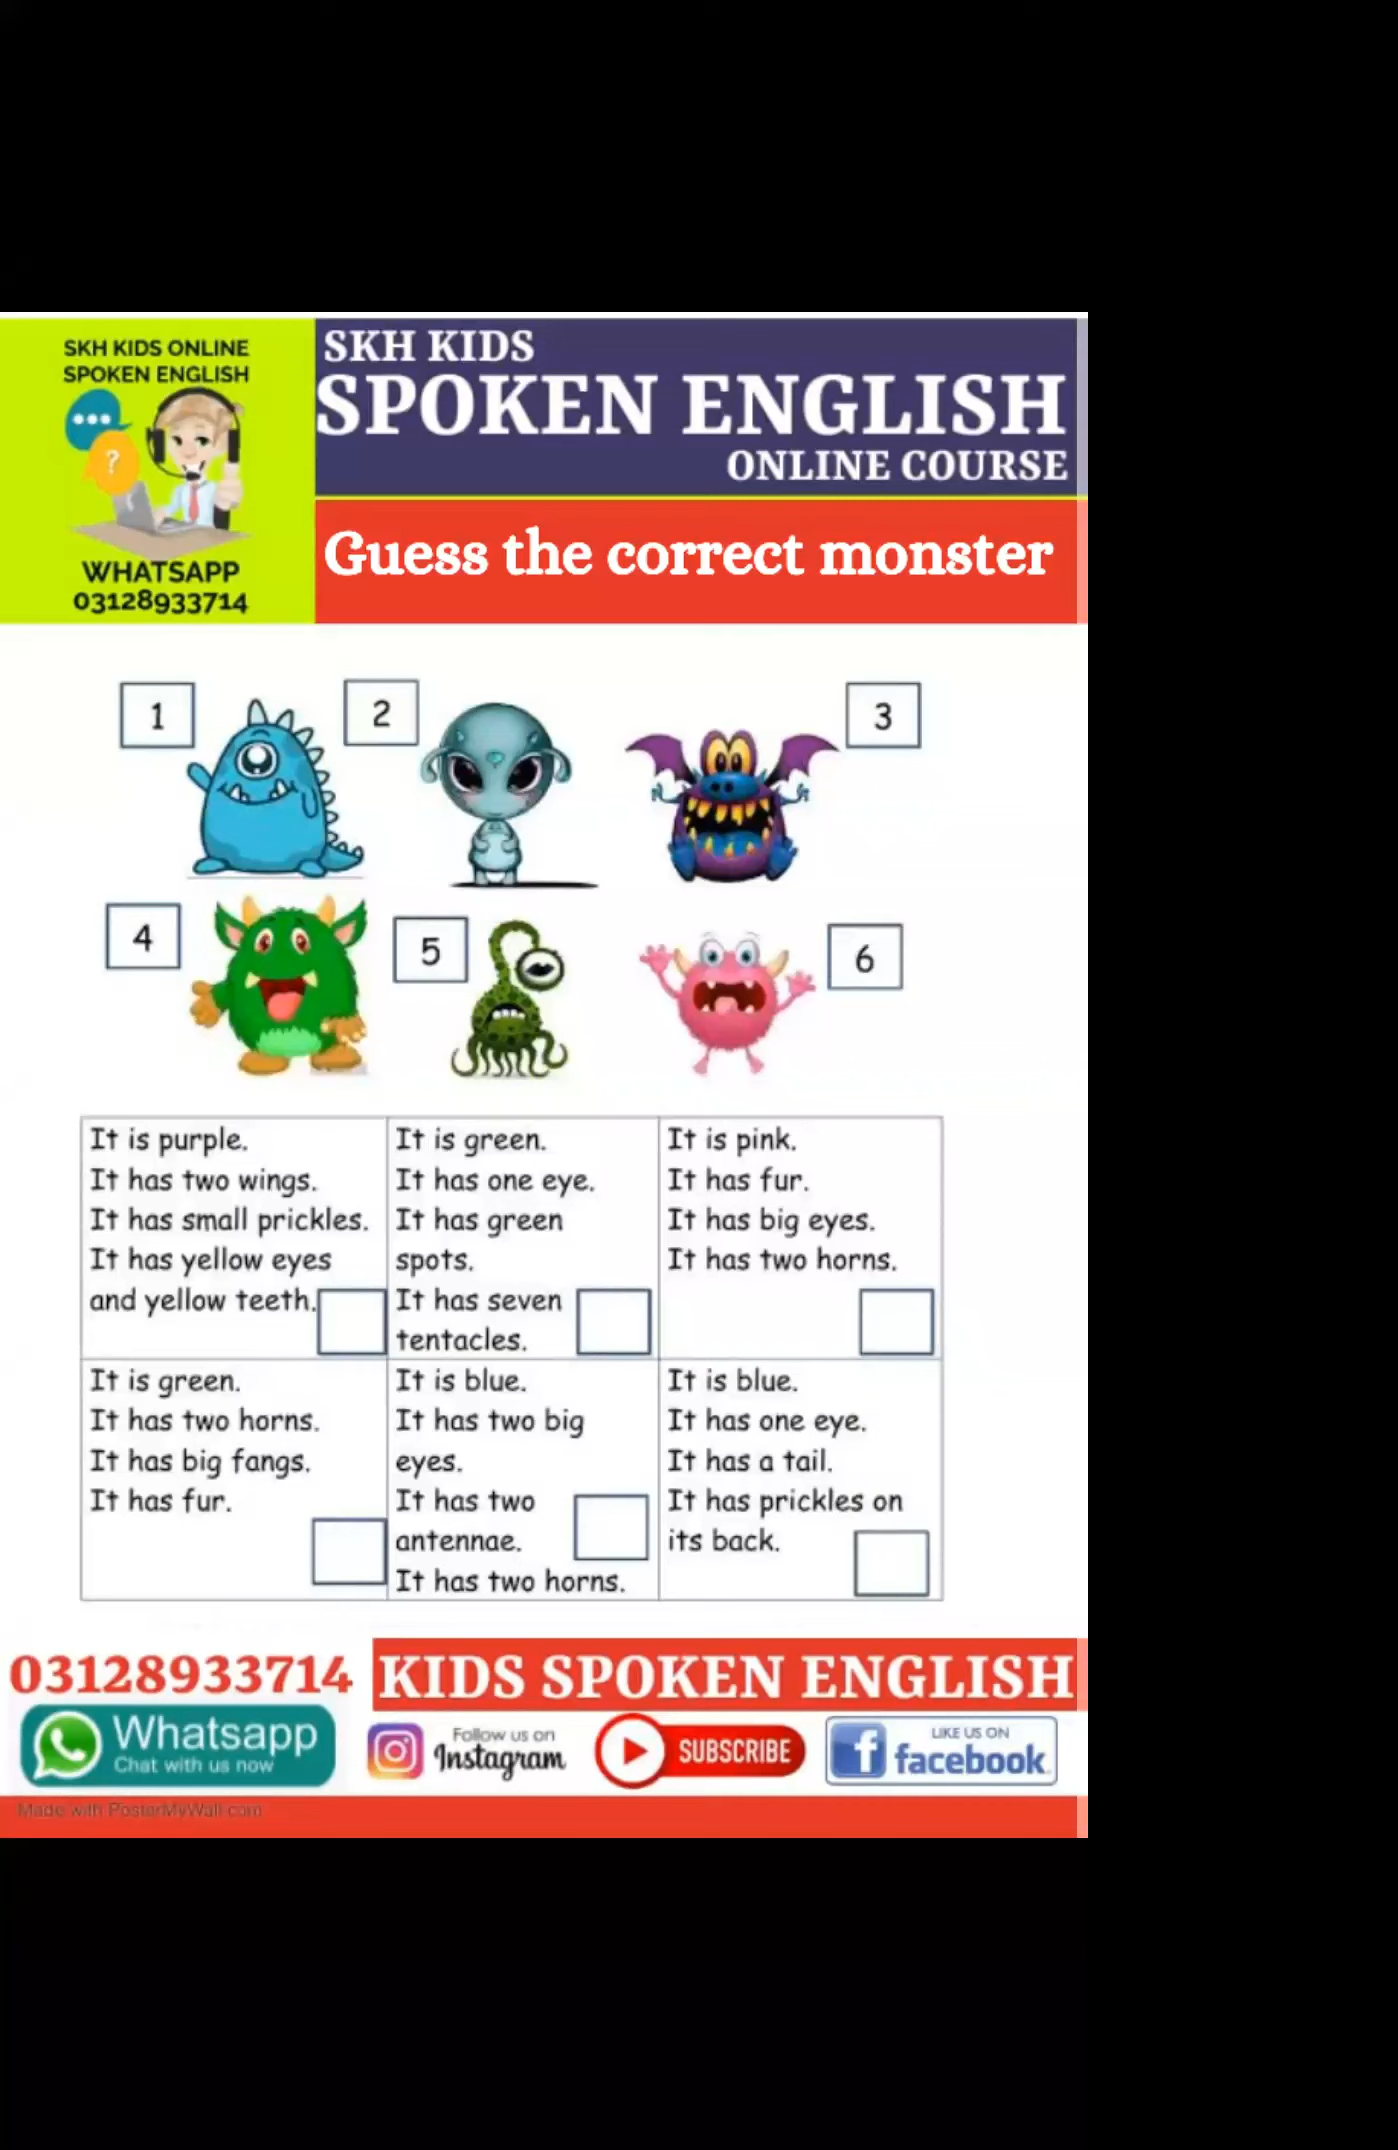 SKH KIDS ONLINE
SPOKEN ENGLISH
?
WHATSAPP
03128933714
SKH KIDS
SPOKEN ENGLISH
ONLINE COURSE
Guess the correct monster
1
2
3
4
5
6
It is purple.
It has two wings.
It has small prickles.
It has yellow eyes
and yellow teeth.
It is green.
It has one eye.
It has green
spots.
It has seven
tentacles.
It is pink.
It has fur.
It has big eyes.
It has two horns.
It is green.
It has two horns.
It has big fangs.
It has fur.
It is blue.
It has two big
eyes.
It has two
antennae.
It has two horns.
It is blue.
It has one eye.
It has a tail.
It has prickles on
its back.
03128933714
KIDS SPOKEN ENGLISH
Whatsapp
Chat with us now
Follow us on
Instagram
SUBSCRIBE
LIKE US ON
facebook
Made with PosterMyWall.com